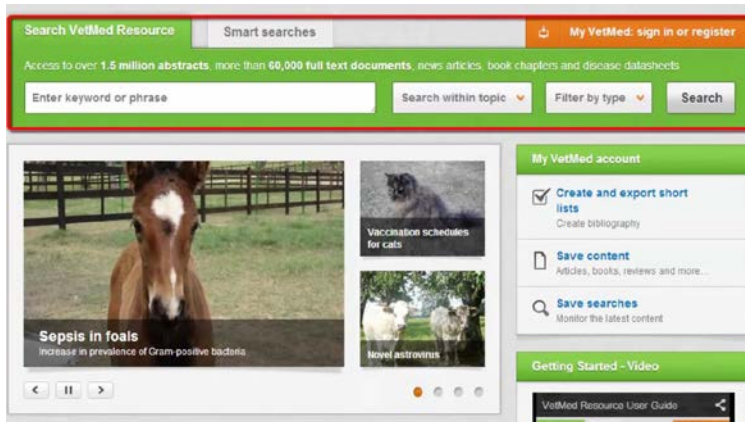 Search VetMed Resource
Smart searches
My VetMed: sign in or register
Access to over 1.5 million abstracts, more than 60,000 full text documents, news articles, book chapters and disease datasheets
Enter keyword or phrase
Search within topic
Filter by type
Search
Sepsis in foals
Increase in prevalence of Gram-positive bacteria
Vaccination schedules
for cats
Novel astrovirus
My VetMed account
Create and export short
lists
Create bibliography
Save content
Articles, books, reviews and more...
Save searches
Monitor the latest content
Getting Started - Video
VetMed Resource User Guide